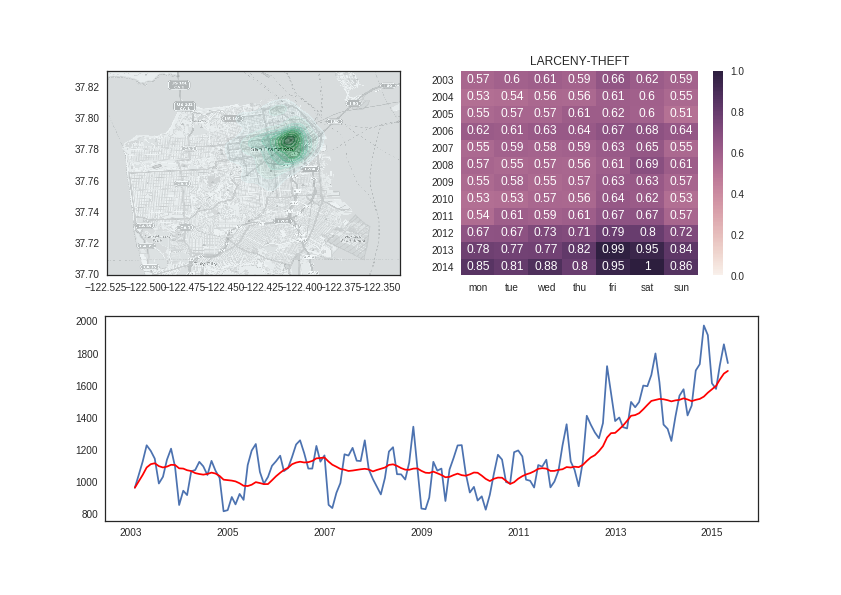 LARCENY-THEFT
37.82
37.80
37.78
37.76
37.74
37.72
37.70
−122.525 −122.500 −122.475 −122.450 −122.425 −122.400 −122.375 −122.350
San Francisco
2003 0.57 0.6 0.61 0.59 0.66 0.62 0.59
2004 0.53 0.54 0.56 0.56 0.61 0.6 0.55
2005 0.55 0.57 0.57 0.61 0.62 0.6 0.51
2006 0.62 0.61 0.63 0.64 0.67 0.68 0.64
2007 0.55 0.59 0.58 0.59 0.63 0.65 0.55
2008 0.57 0.55 0.57 0.56 0.61 0.69 0.61
2009 0.55 0.58 0.55 0.57 0.63 0.63 0.57
2010 0.53 0.53 0.57 0.56 0.64 0.62 0.53
2011 0.54 0.61 0.59 0.61 0.67 0.67 0.57
2012 0.67 0.67 0.73 0.71 0.79 0.8 0.72
2013 0.78 0.77 0.77 0.82 0.99 0.95 0.84
2014 0.85 0.81 0.88 0.8 0.95 1 0.86
mon tue wed thu fri sat sun
1.0
0.8
0.6
0.4
0.2
0.0
2000
1800
1600
1400
1200
1000
800
2003 2005 2007 2009 2011 2013 2015